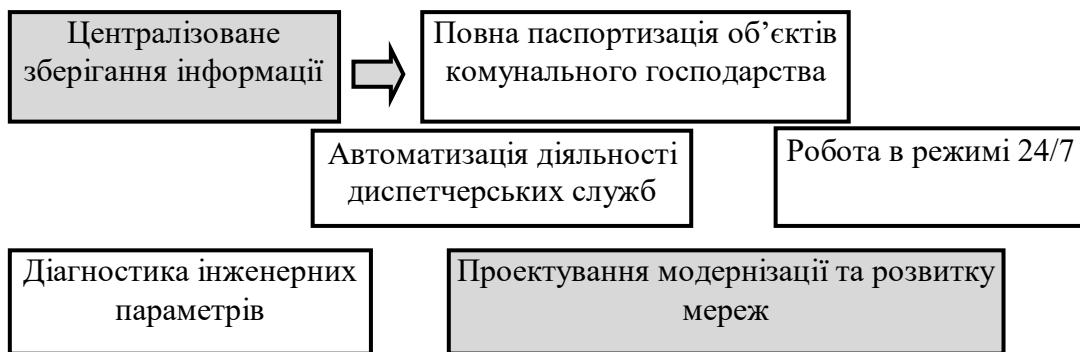 Централізоване
зберігання інформації
Повна паспортизація об’єктів
комунального господарства
Автоматизація діяльності
диспетчерських служб
Робота в режимі 24/7
Діагностика інженерних
параметрів
Проектування модернізації та розвитку
мереж